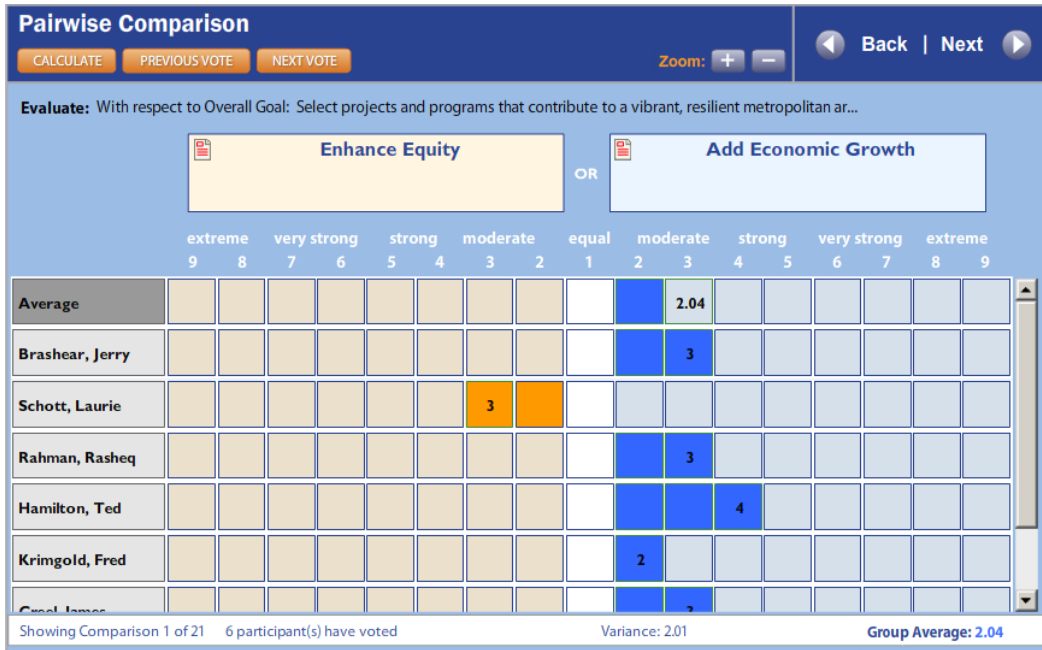 Pairwise Comparison
CALCULATE PREVIOUS VOTE NEXT VOTE Zoom: + − Back | Next
Evaluate: With respect to Overall Goal: Select projects and programs that contribute to a vibrant, resilient metropolitan ar...
Enhance Equity OR Add Economic Growth
extreme very strong strong moderate equal moderate strong very strong extreme
9 8 7 6 5 4 3 2 1 2 3 4 5 6 7 8 9
Average 2.04
Brashear, Jerry 3
Schott, Laurie 3
Rahman, Rasheq 3
Hamilton, Ted 4
Krimgold, Fred 2
James
Showing Comparison 1 of 21 6 participant(s) have voted Variance: 2.01 Group Average: 2.04